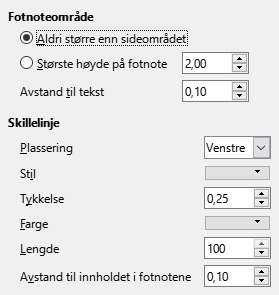 Fotnoteområde
Aldri større enn sideområdet
Største høyde på fotnote 2,00
Avstand til tekst 0,10
Skillelinje
Plassering Venstre
Stil
Tykkelse 0,25
Farge
Lengde 100
Avstand til innholdet i fotnotene 0,10